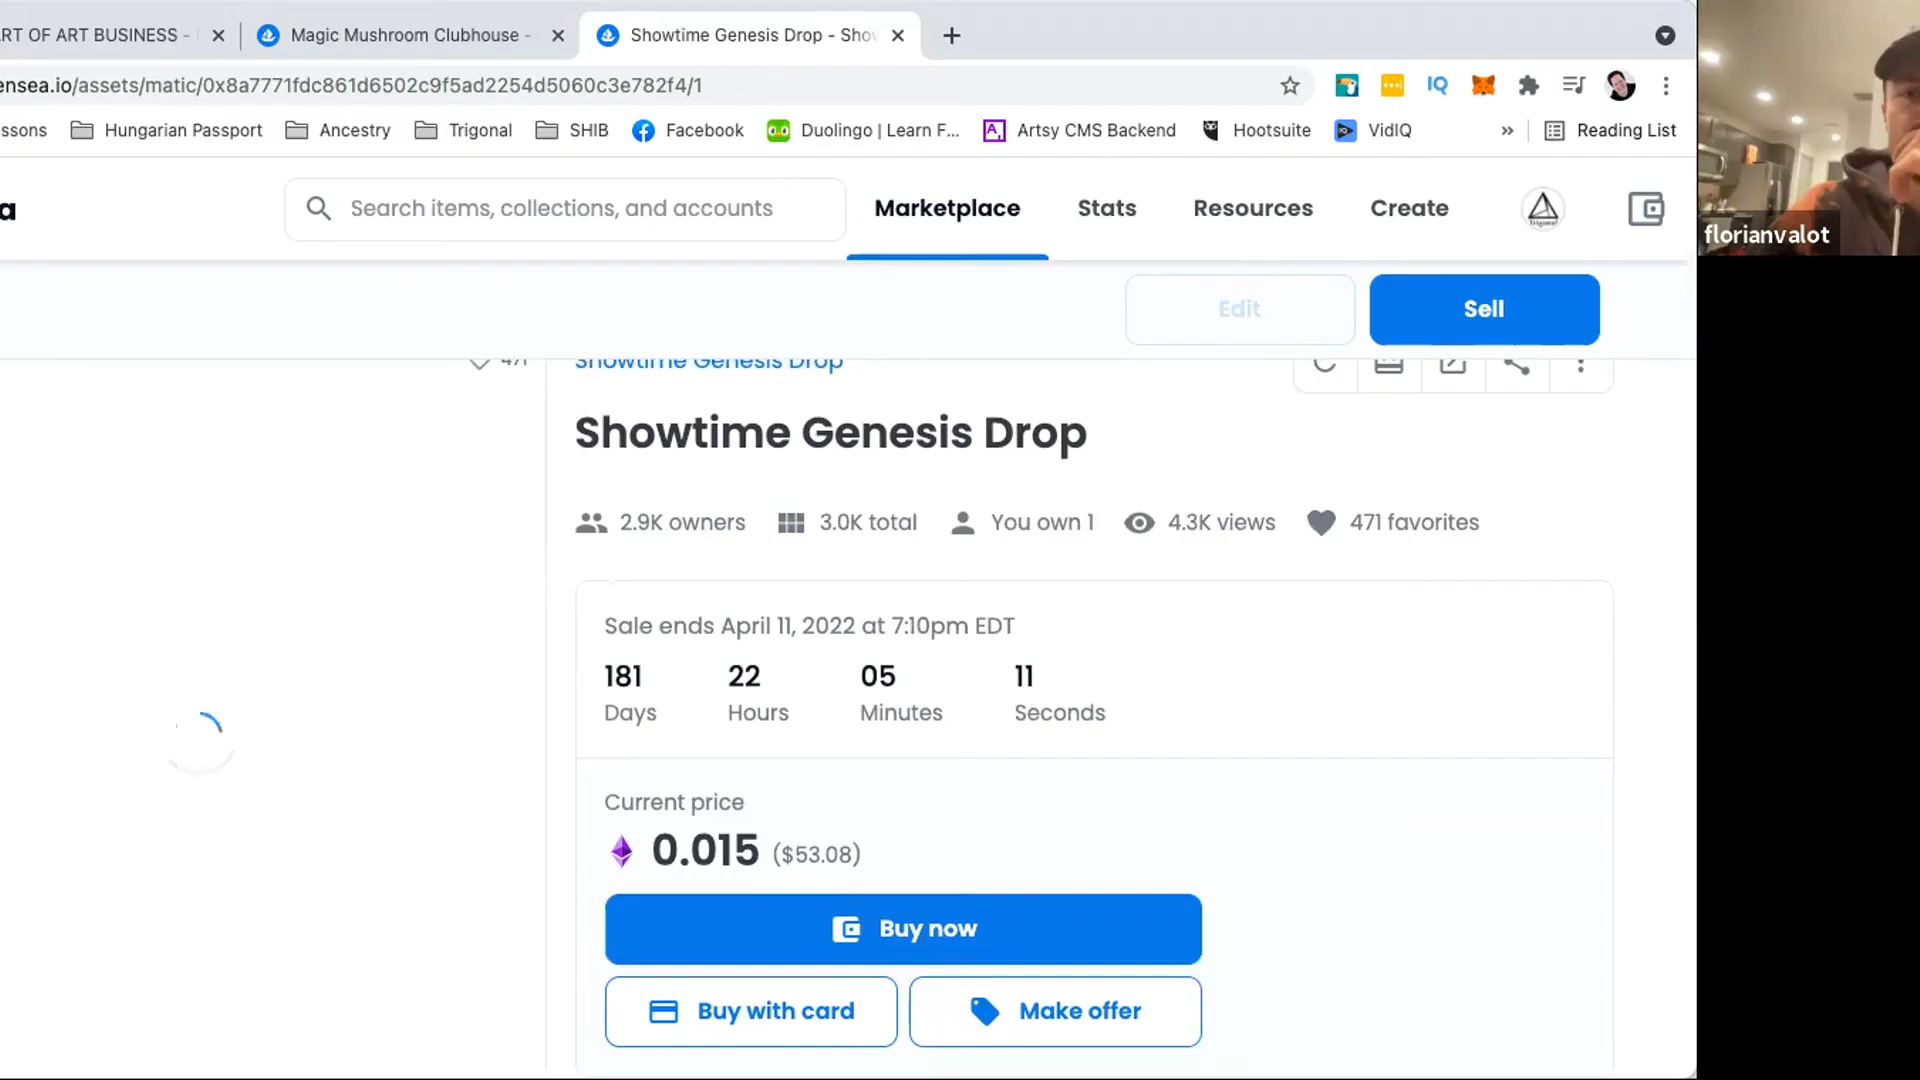 RT OF ART BUSINESS -
Magic Mushroom Clubhouse -
Showtime Genesis Drop - Show
ensea.io/assets/matic/0x8a7771fdc861d6502c9f5ad2254d5060c3e782f4/1
IQ
ssons
Hungarian Passport
Ancestry
Trigonal
SHIB
Facebook
Duolingo | Learn F...
Artsy CMS Backend
Hootsuite
VidIQ
»
Reading List
a
Search items, collections, and accounts
Marketplace
Stats
Resources
Create
florianvalot
Edit
Sell
471
Showtime Genesis Drop
Showtime Genesis Drop
2.9K owners
3.0K total
You own 1
4.3K views
471 favorites
Sale ends April 11, 2022 at 7:10pm EDT
181 22 05 11
Days Hours Minutes Seconds
Current price
0.015 ($53.08)
Buy now
Buy with card
Make offer